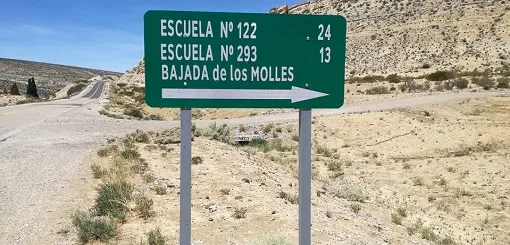 ESCUELA Nº 122 24
ESCUELA Nº 293 13
BAJADA de los MOLLES